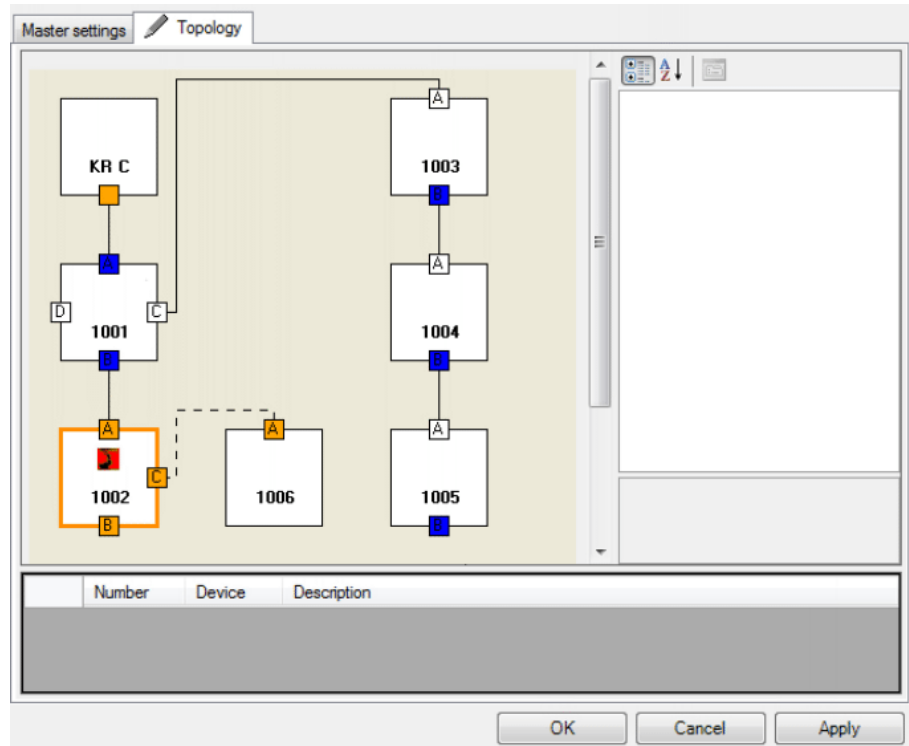 Master settings Topology
A
KR C 1003
B
A A
D C
1001 1004
B B
A A A
C
1002 1006 1005
B B
Number Device Description
OK Cancel Apply